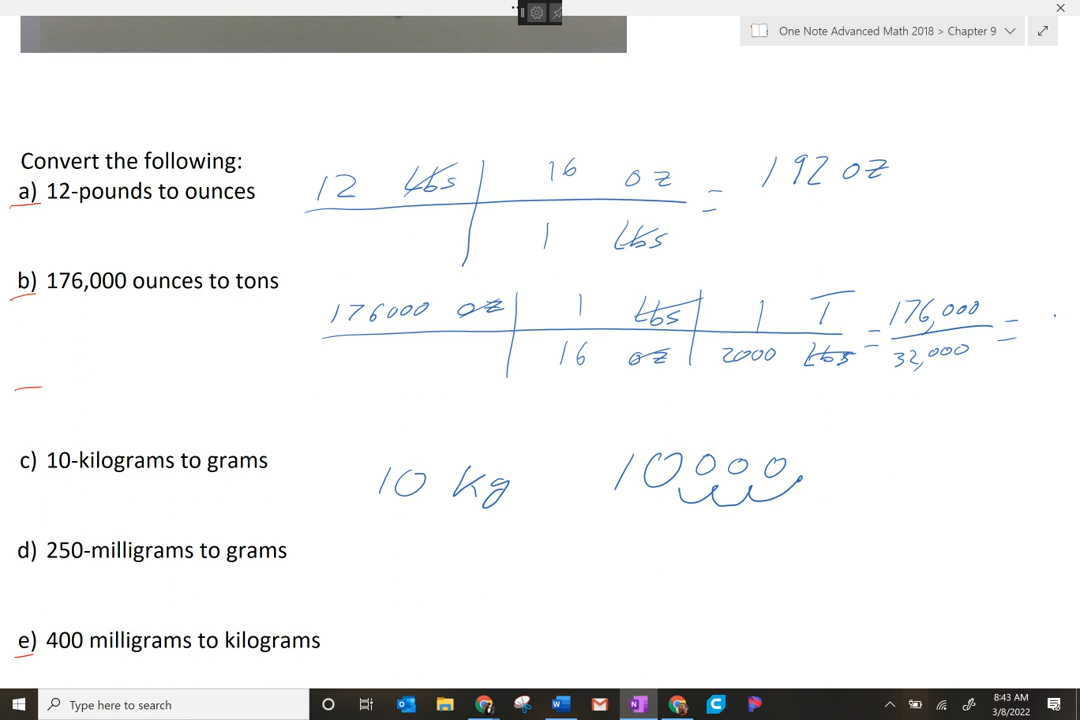 One Note Advanced Math 2018 > Chapter 9
Convert the following:
a) 12-pounds to ounces
12 Lbs 16 oz = 192 oz
1 Lbs
b) 176,000 ounces to tons
176000 oz 1 Lbs 1 T = 176,000 =
16 oz 2000 Lbs 32,000
c) 10-kilograms to grams
10 Kg 10000.
d) 250-milligrams to grams
e) 400 milligrams to kilograms
Type here to search
8:43 AM
3/8/2022